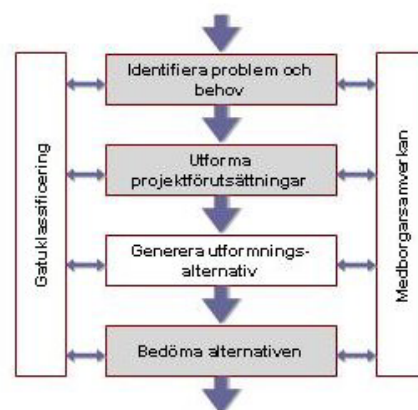 Identifiera problem och
behov
Utforma
projektförutsättningar
Generera utformnings-
alternativ
Bedöma alternativen
Gatuklassificering
Medborgarsamverkan